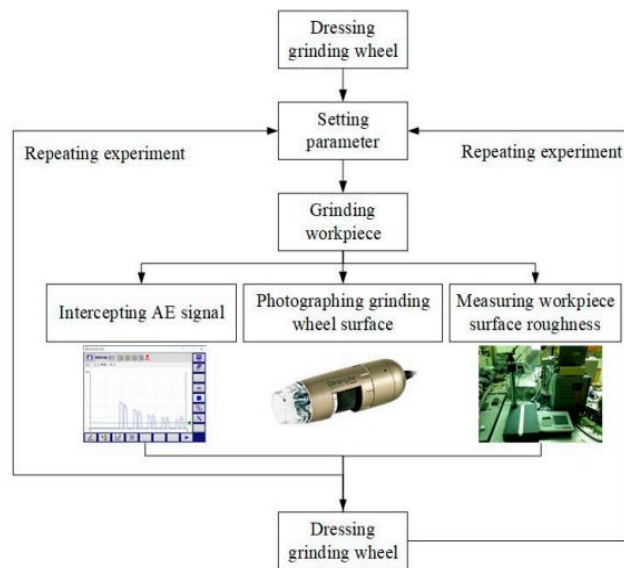 Dressing
grinding wheel
Setting
parameter
Repeating experiment
Repeating experiment
Grinding
workpiece
Intercepting AE signal
Photographing grinding
wheel surface
Measuring workpiece
surface roughness
Dressing
grinding wheel